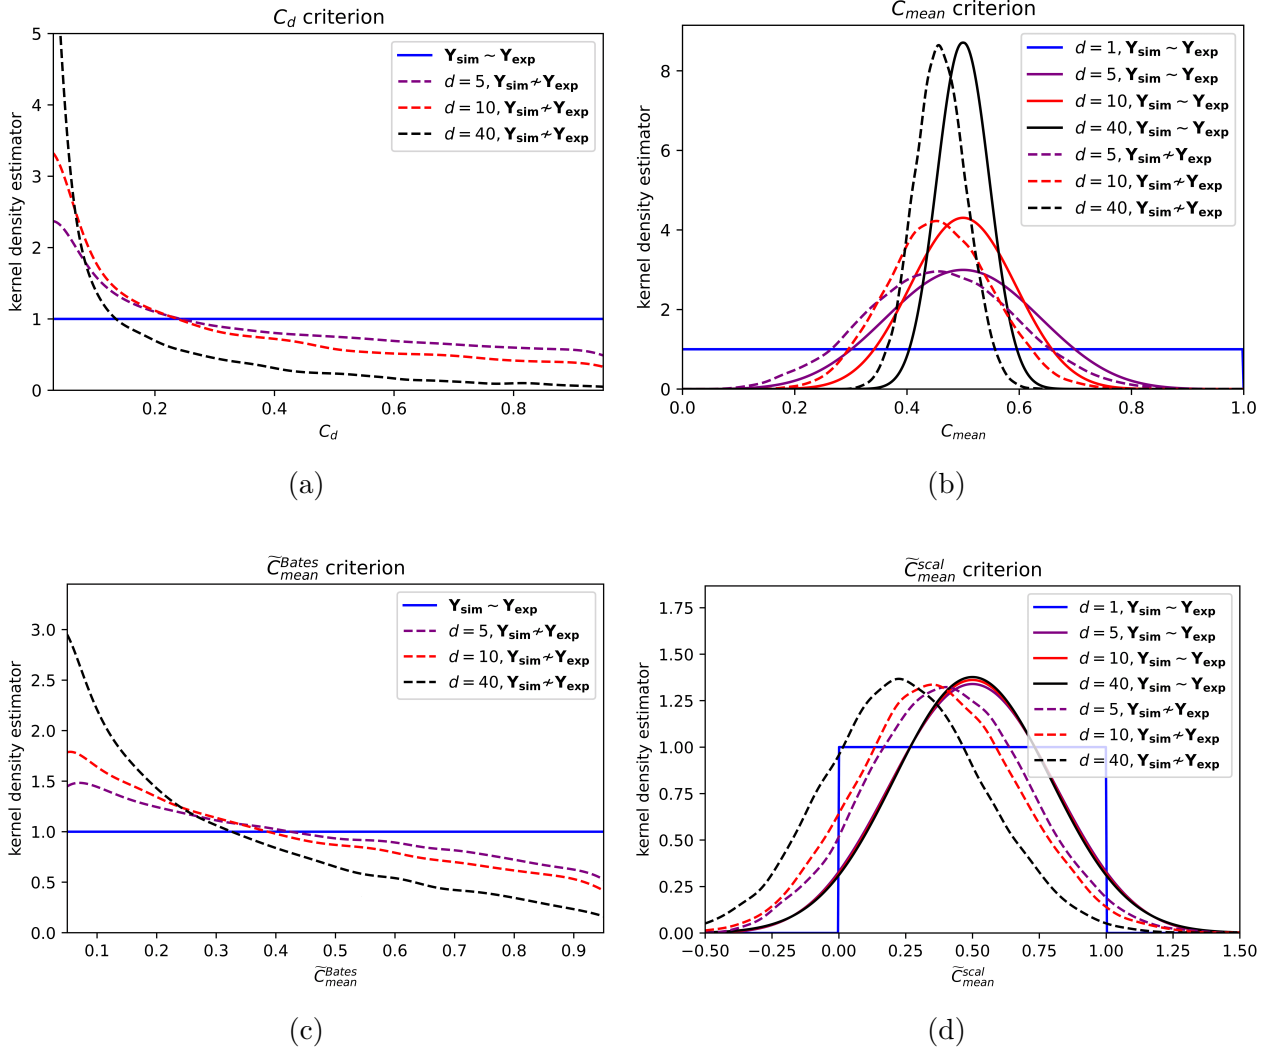 C_d criterion
kernel density estimator
5
4
3
2
1
0
Y_sim ~ Y_exp
d = 5, Y_sim ≁ Y_exp
d = 10, Y_sim ≁ Y_exp
d = 40, Y_sim ≁ Y_exp
0.2 0.4 0.6 0.8
C_d
(a)
C_mean criterion
kernel density estimator
8
6
4
2
0
d = 1, Y_sim ~ Y_exp
d = 5, Y_sim ~ Y_exp
d = 10, Y_sim ~ Y_exp
d = 40, Y_sim ~ Y_exp
d = 5, Y_sim ≁ Y_exp
d = 10, Y_sim ≁ Y_exp
d = 40, Y_sim ≁ Y_exp
0.0 0.2 0.4 0.6 0.8 1.0
C_mean
(b)
C̃_mean^Bates criterion
kernel density estimator
3.0
2.5
2.0
1.5
1.0
0.5
0.0
Y_sim ~ Y_exp
d = 5, Y_sim ≁ Y_exp
d = 10, Y_sim ≁ Y_exp
d = 40, Y_sim ≁ Y_exp
0.1 0.2 0.3 0.4 0.5 0.6 0.7 0.8 0.9
C̃_mean^Bates
(c)
C̃_mean^scal criterion
kernel density estimator
1.75
1.50
1.25
1.00
0.75
0.50
0.25
0.00
d = 1, Y_sim ~ Y_exp
d = 5, Y_sim ~ Y_exp
d = 10, Y_sim ~ Y_exp
d = 40, Y_sim ~ Y_exp
d = 5, Y_sim ≁ Y_exp
d = 10, Y_sim ≁ Y_exp
d = 40, Y_sim ≁ Y_exp
−0.50 −0.25 0.00 0.25 0.50 0.75 1.00 1.25 1.50
C̃_mean^scal
(d)